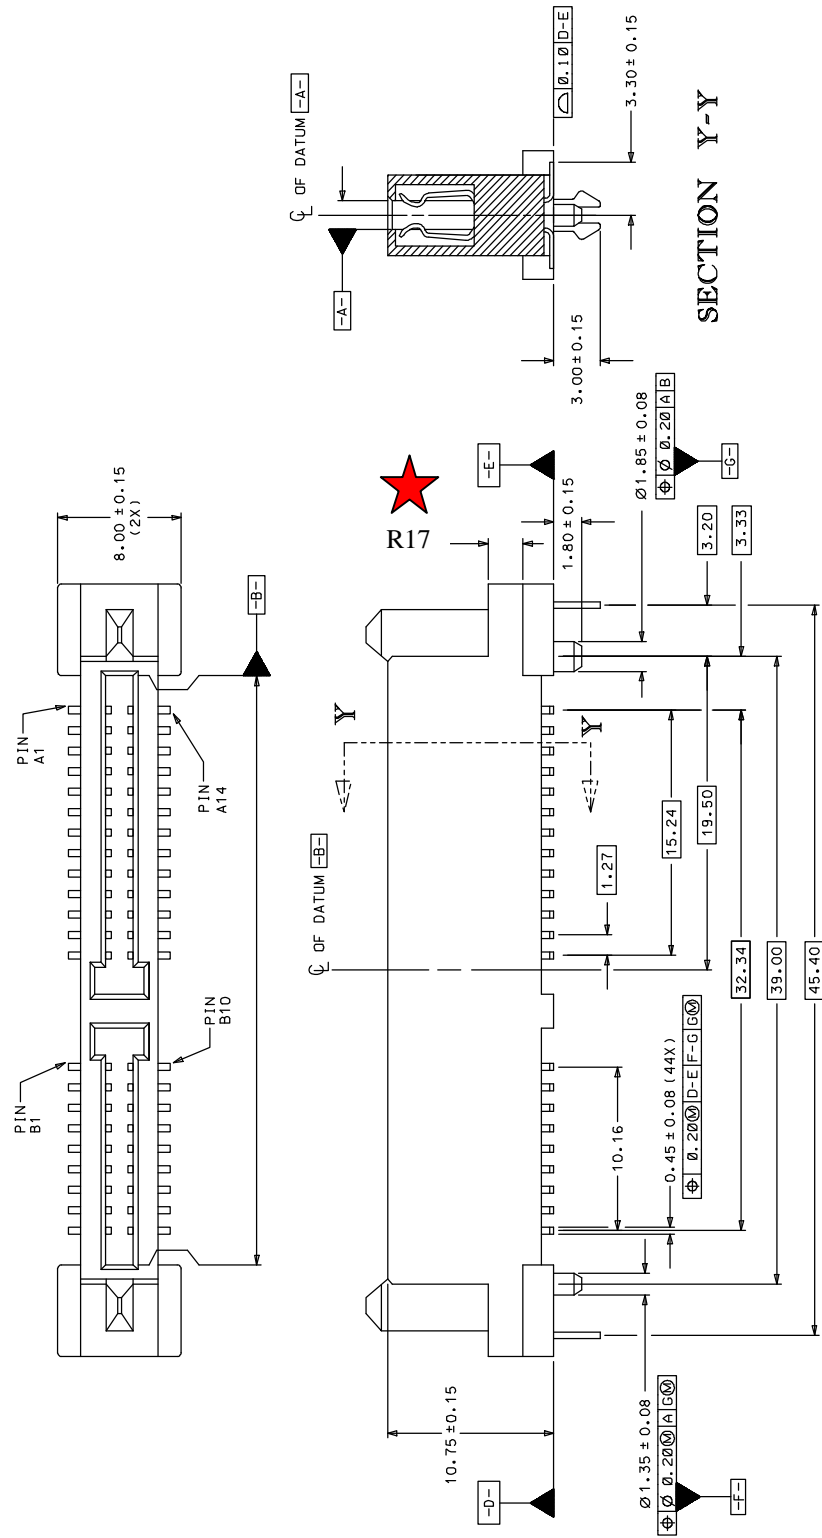 PIN
B1
PIN
A1
PIN
B10
PIN
A14
8.00 ± 0.15
(2X)
-B-
℄ OF DATUM -A-
-A-
3.00 ± 0.15
⌓ 0.10 D-E
3.30 ± 0.15
SECTION Y-Y
R17
℄ OF DATUM -B-
Y
Y
10.75 ± 0.15
-D-
-E-
1.80 ± 0.15
Ø1.85 ± 0.08
⌖ Ø 0.20 A B
-G-
Ø1.35 ± 0.08
⌖ Ø 0.20Ⓜ A GⓂ
-F-
10.16
0.45 ± 0.08 (44X)
⌖ 0.20Ⓜ D-E F-G GⓂ
1.27
15.24
19.50
32.34
39.00
45.40
3.20
3.33